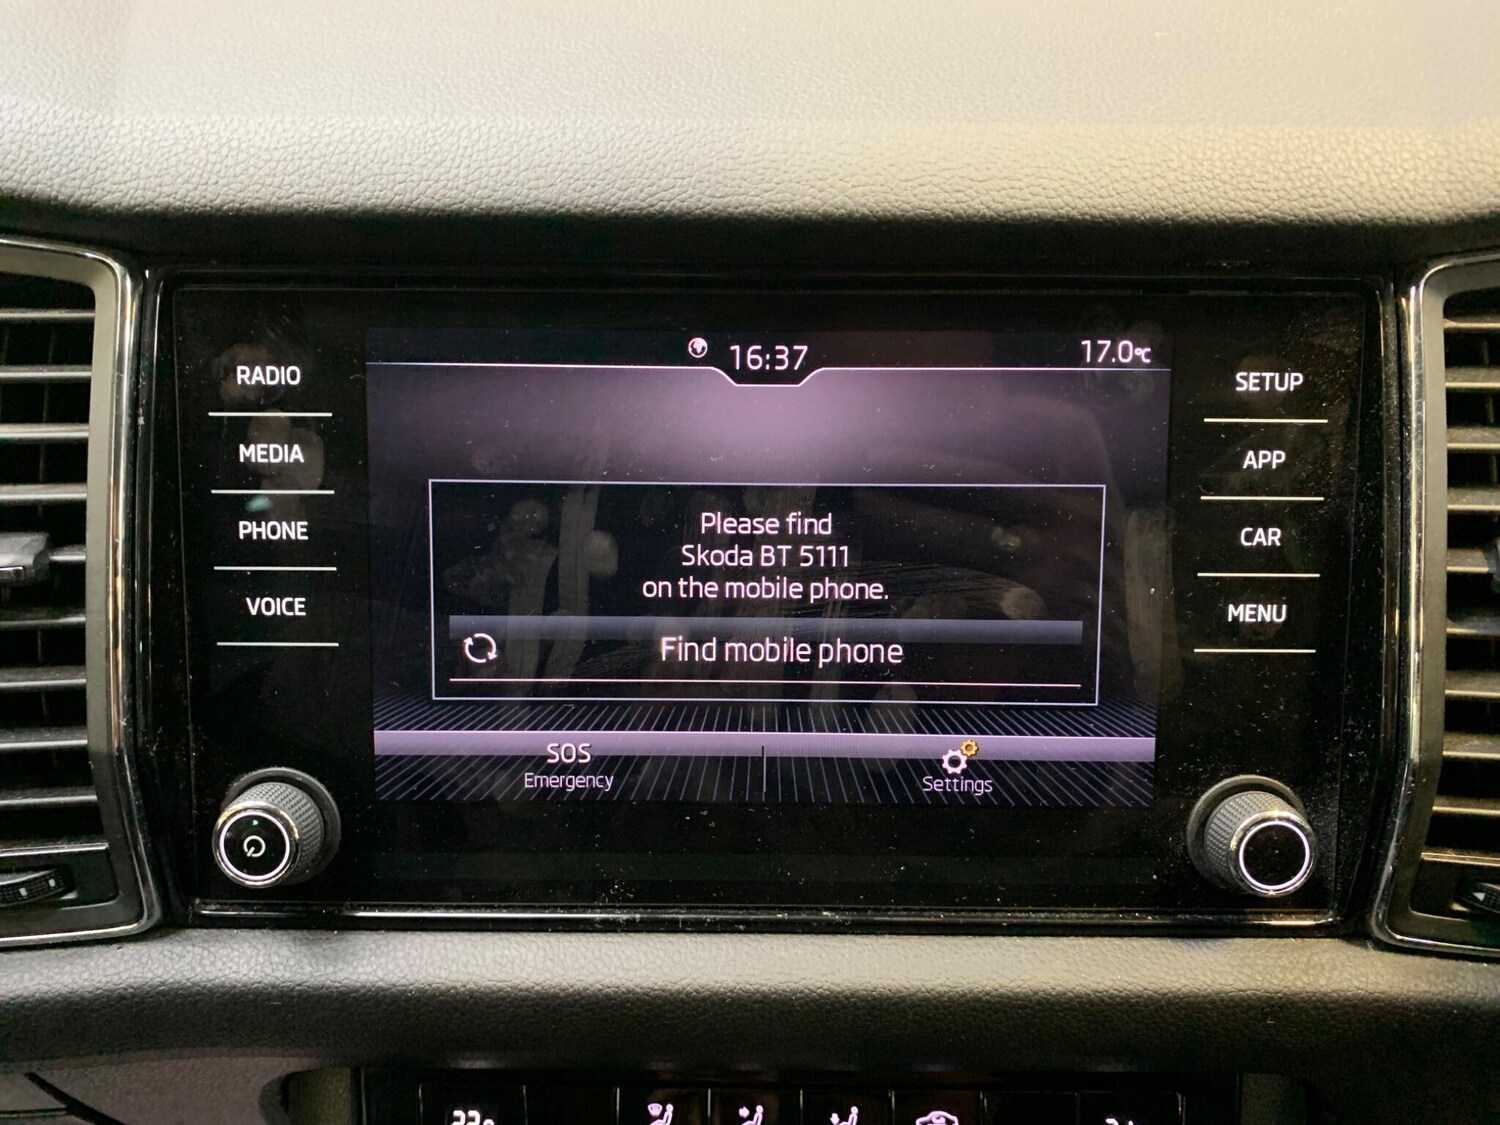 16:37
17.0°C
RADIO
MEDIA
PHONE
VOICE
Please find
Skoda BT 5111
on the mobile phone.
Find mobile phone
SOS
Emergency
Settings
SETUP
APP
CAR
MENU